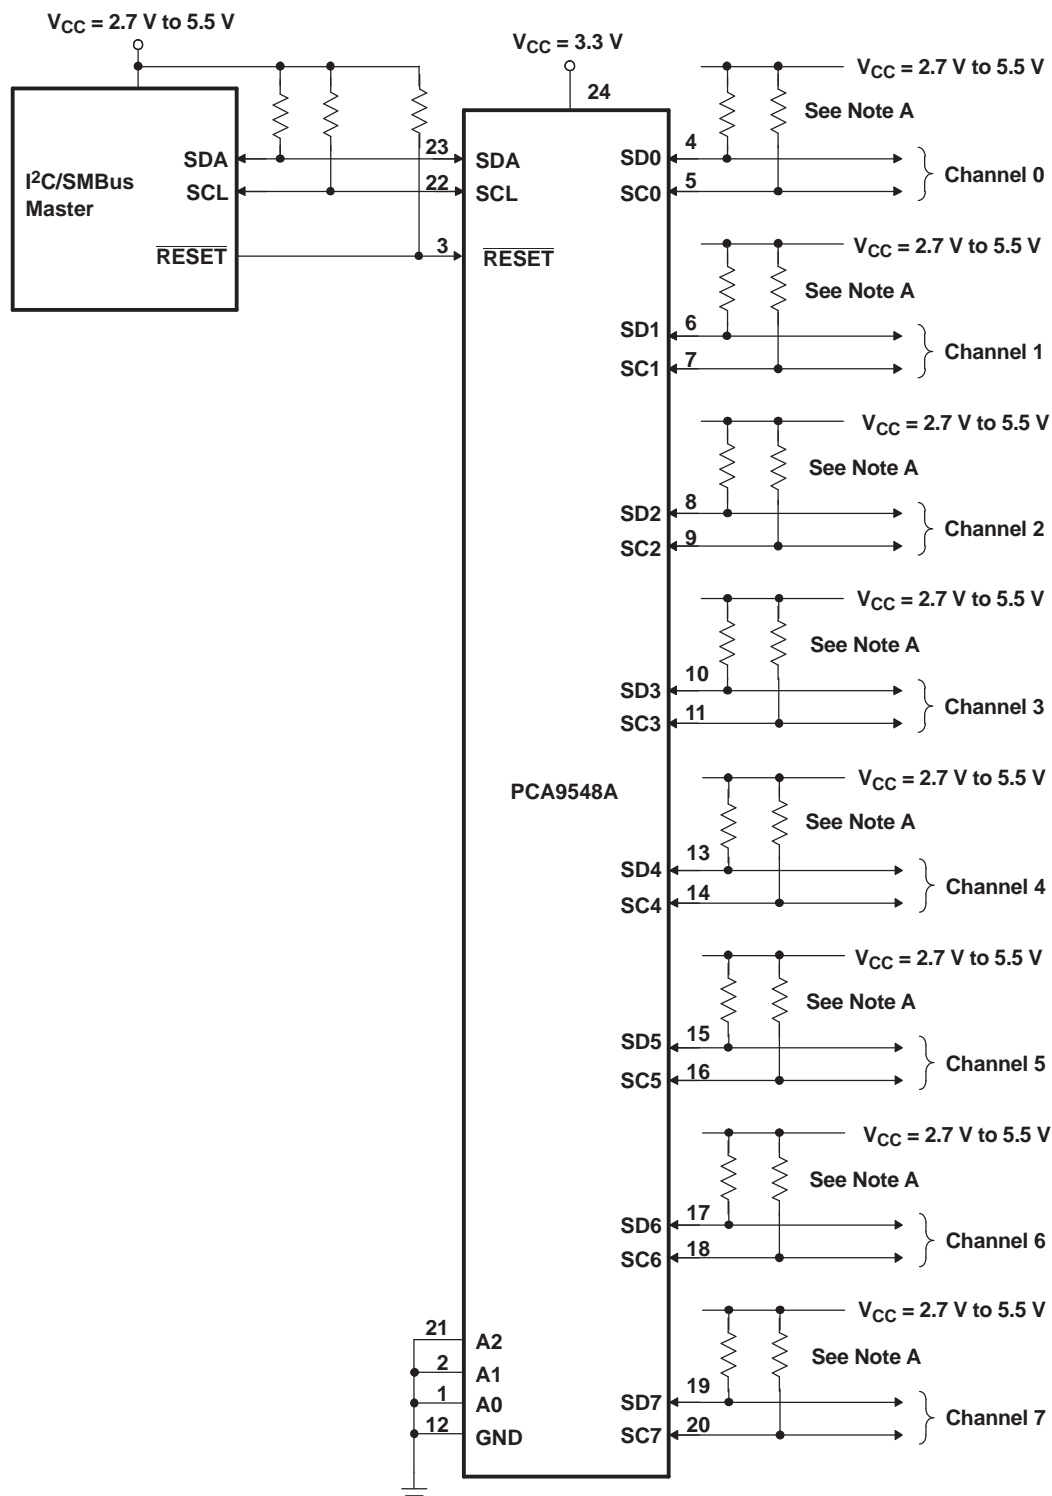 VCC = 2.7 V to 5.5 V
VCC = 3.3 V
24
I2C/SMBus
Master
SDA
SCL
RESET
23
22
3
SDA
SCL
RESET
PCA9548A
21
2
1
12
A2
A1
A0
GND
VCC = 2.7 V to 5.5 V
See Note A
SD0
4
SC0
5
Channel 0
VCC = 2.7 V to 5.5 V
See Note A
SD1
6
SC1
7
Channel 1
VCC = 2.7 V to 5.5 V
See Note A
SD2
8
SC2
9
Channel 2
VCC = 2.7 V to 5.5 V
See Note A
SD3
10
SC3
11
Channel 3
VCC = 2.7 V to 5.5 V
See Note A
SD4
13
SC4
14
Channel 4
VCC = 2.7 V to 5.5 V
See Note A
SD5
15
SC5
16
Channel 5
VCC = 2.7 V to 5.5 V
See Note A
SD6
17
SC6
18
Channel 6
VCC = 2.7 V to 5.5 V
See Note A
SD7
19
SC7
20
Channel 7